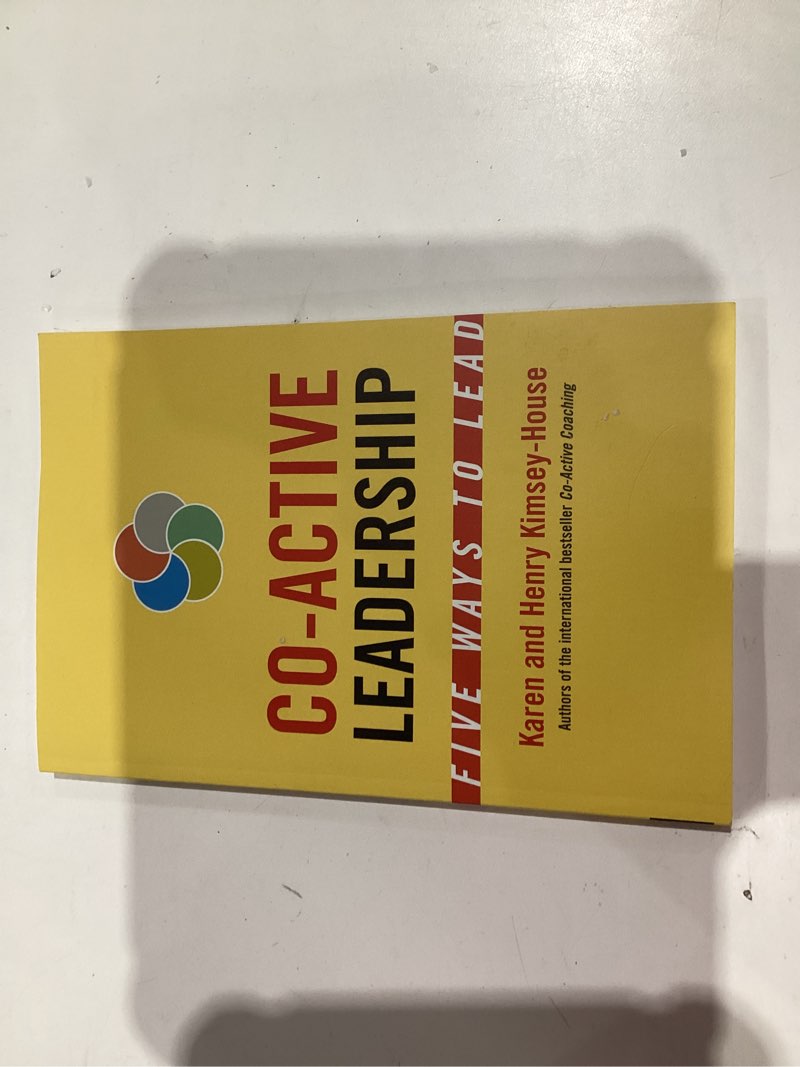 CO-ACTIVE
LEADERSHIP
FIVE WAYS TO LEAD
Karen and Henry Kimsey-House
Authors of the international bestseller Co-Active Coaching